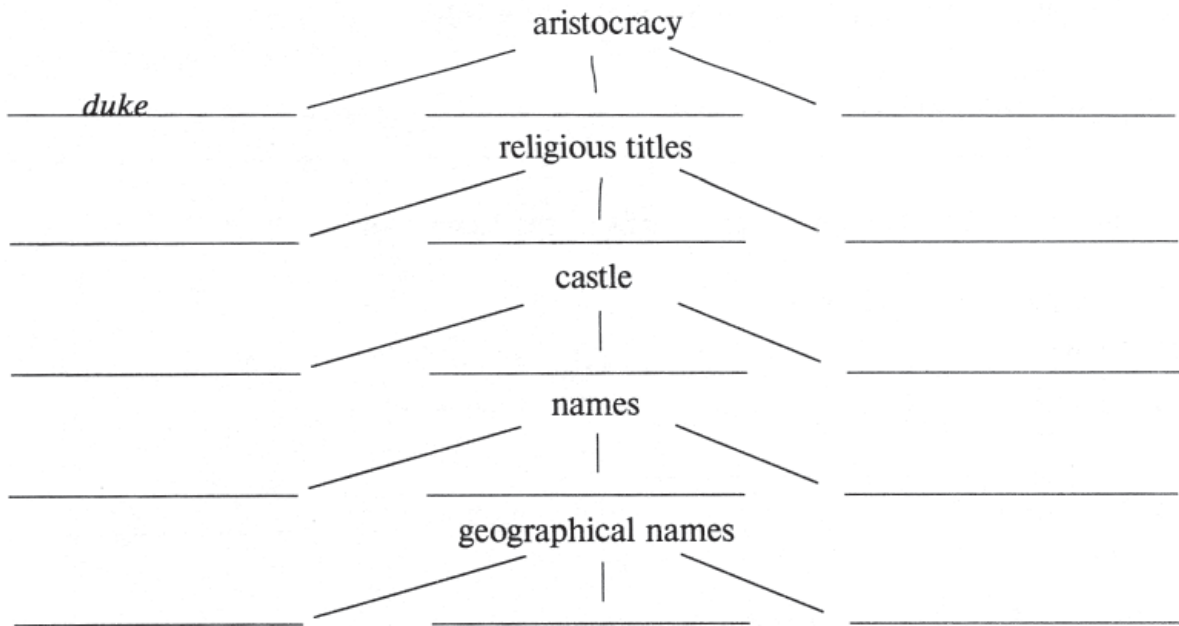 aristocracy
duke
religious titles
castle
names
geographical names